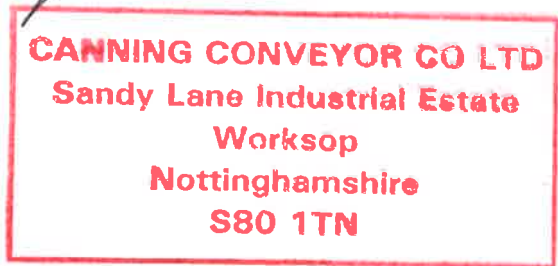 CANNING CONVEYOR CO LTD
Sandy Lane Industrial Estate
Worksop
Nottinghamshire
S80 1TN